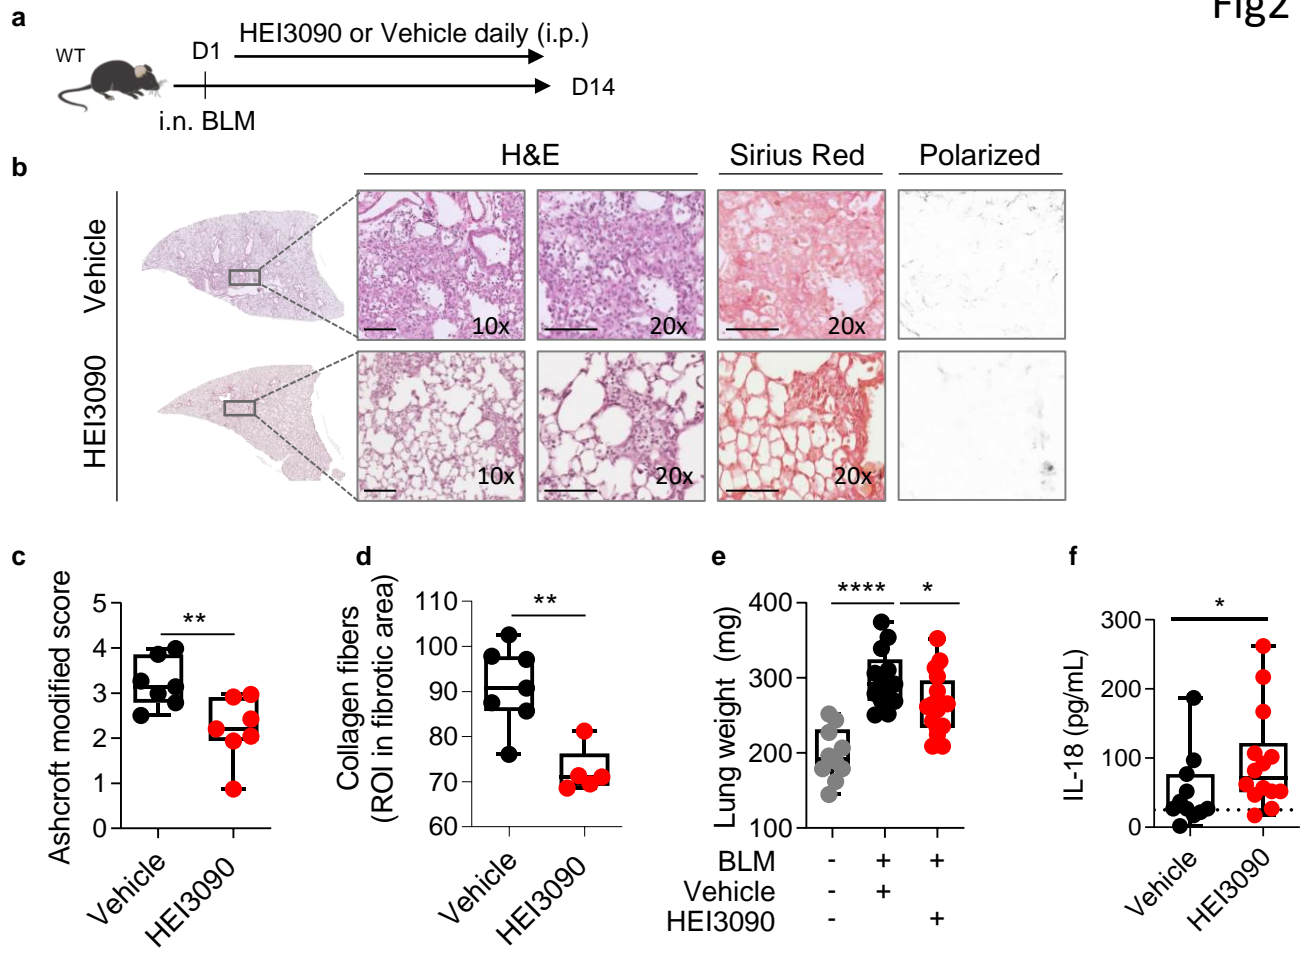 Fig2
a
HEI3090 or Vehicle daily (i.p.)
WT
D1
D14
i.n. BLM
b
H&E
Sirius Red
Polarized
Vehicle
10x
20x
20x
HEI3090
10x
20x
20x
c
Ashcroft modified score
5
4
3
2
1
0
**
Vehicle
HEI3090
d
Collagen fibers
(ROI in fibrotic area)
110
100
90
80
70
60
**
Vehicle
HEI3090
e
Lung weight (mg)
400
300
200
100
**** *
BLM - + +
Vehicle - +
HEI3090 - +
f
IL-18 (pg/mL)
300
200
100
0
*
Vehicle
HEI3090